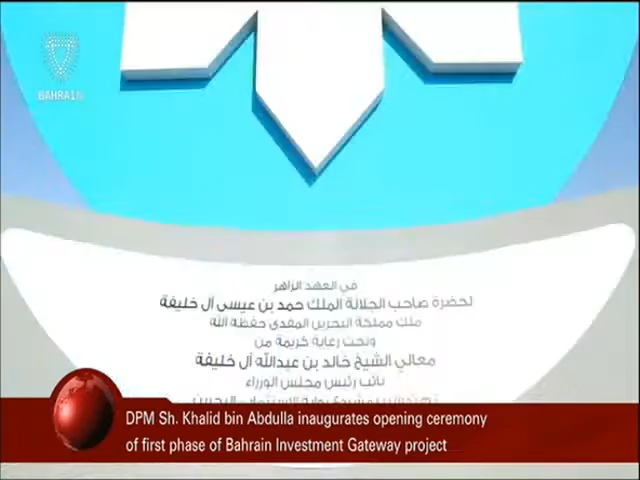 BAHRAIN
في العهد الزاهر
لحضرة صاحب الجلالة الملك حمد بن عيسى آل خليفة
ملك مملكة البحرين المفدى حفظه الله
وتحت رعاية كريمة من
معالي الشيخ خالد بن عبدالله آل خليفة
نائب رئيس مجلس الوزراء
DPM Sh. Khalid bin Abdulla inaugurates opening ceremony
of first phase of Bahrain Investment Gateway project